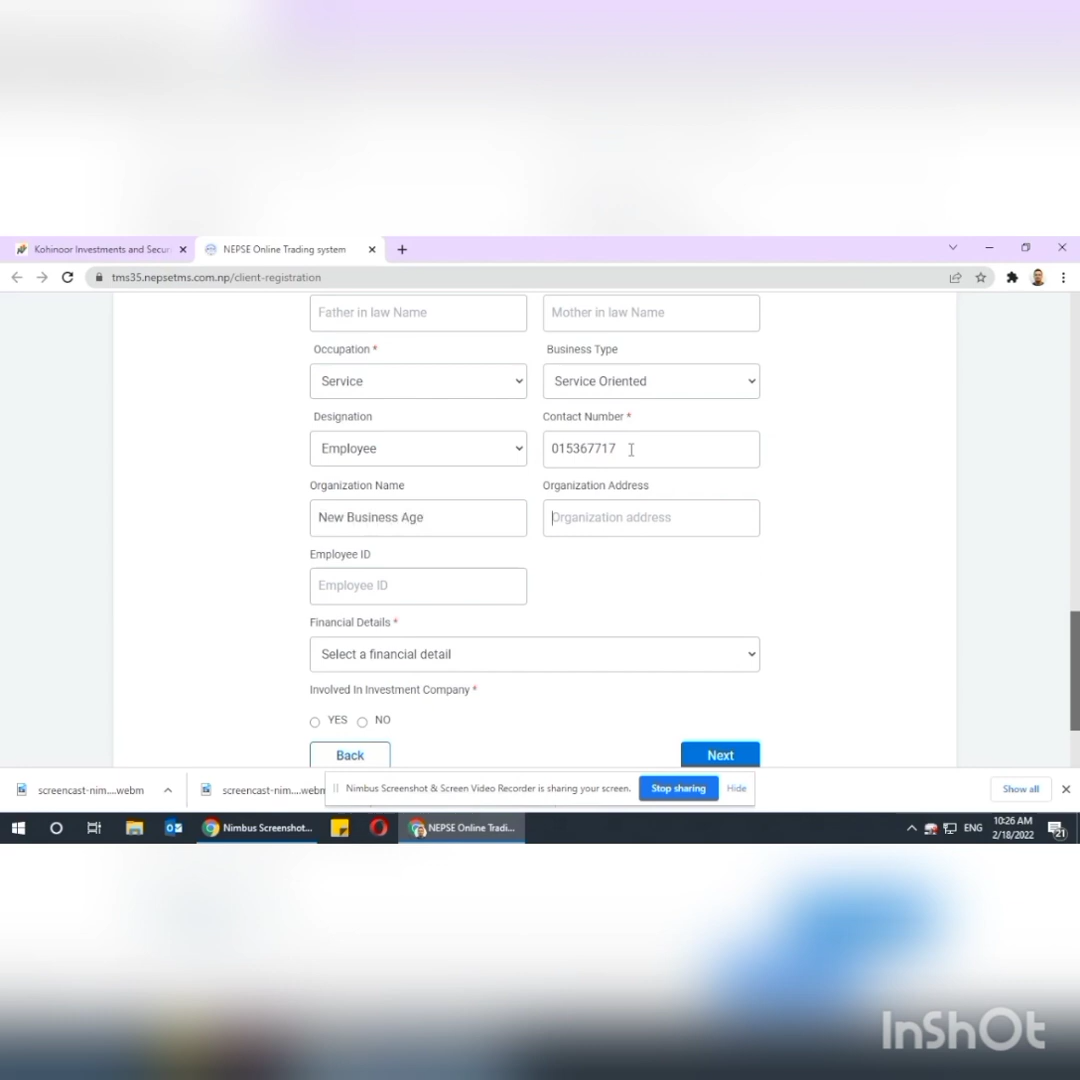 Kohinoor Investments and Secur
NEPSE Online Trading system
tms35.nepsetms.com.np/client-registration
Father in law Name
Mother in law Name
Occupation *
Business Type
Service
Service Oriented
Designation
Contact Number *
Employee
015367717
Organization Name
Organization Address
New Business Age
Organization address
Employee ID
Employee ID
Financial Details *
Select a financial detail
Involved In Investment Company *
YES NO
Back
Next
screencast-nim....webm
screencast-nim....webm
Nimbus Screenshot & Screen Video Recorder is sharing your screen.
Stop sharing
Hide
Show all
Nimbus Screenshot...
NEPSE Online Tradi...
ENG
10:26 AM
2/18/2022
21
InShOt